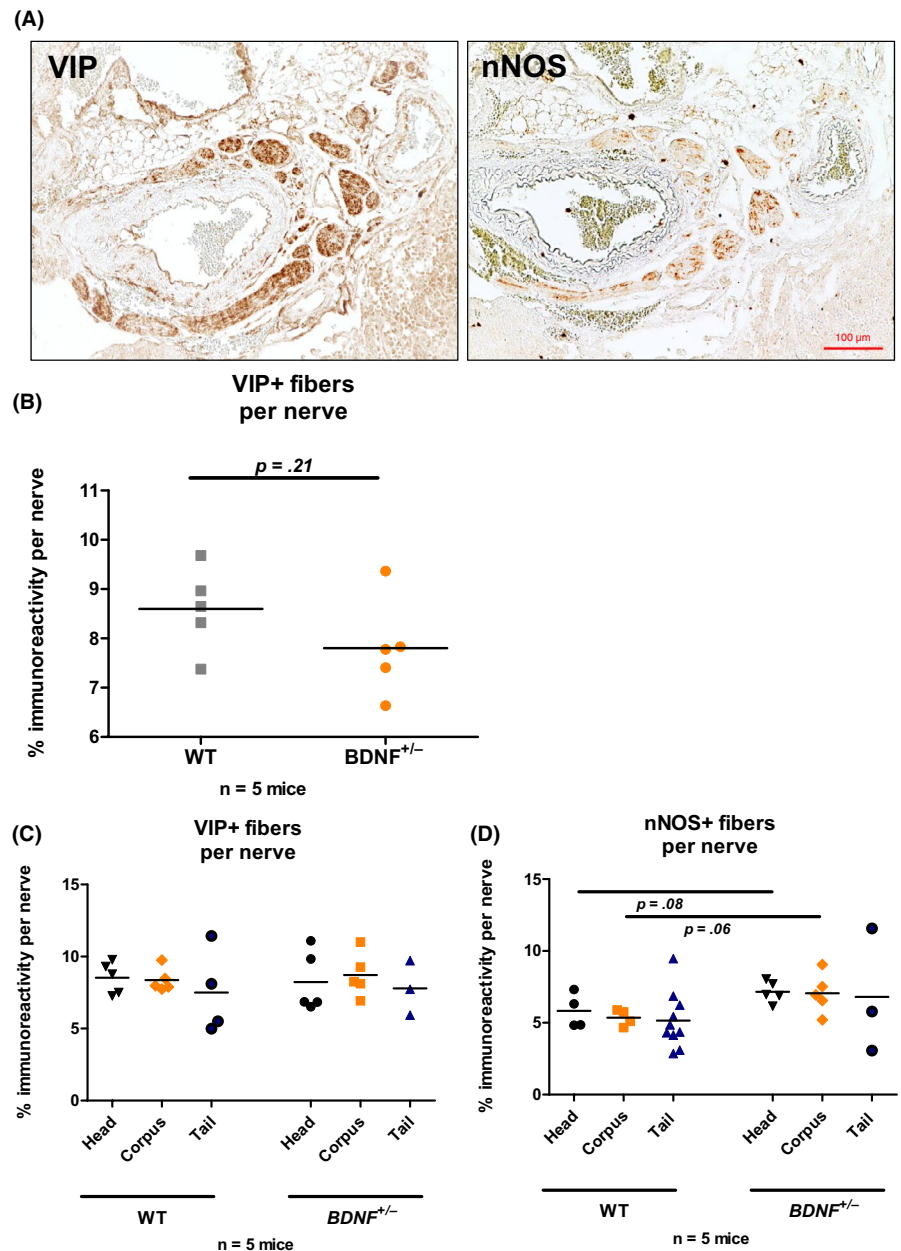 (A)
VIP
nNOS
100 µm
(B)
VIP+ fibers
per nerve
p = .21
% immunoreactivity per nerve
11
10
9
8
7
6
WT
BDNF+/–
n = 5 mice
(C)
VIP+ fibers
per nerve
% immunoreactivity per nerve
15
10
5
0
Head
Corpus
Tail
Head
Corpus
Tail
WT
BDNF+/–
n = 5 mice
(D)
nNOS+ fibers
per nerve
p = .08
p = .06
% immunoreactivity per nerve
15
10
5
0
Head
Corpus
Tail
Head
Corpus
Tail
WT
BDNF+/–
n = 5 mice